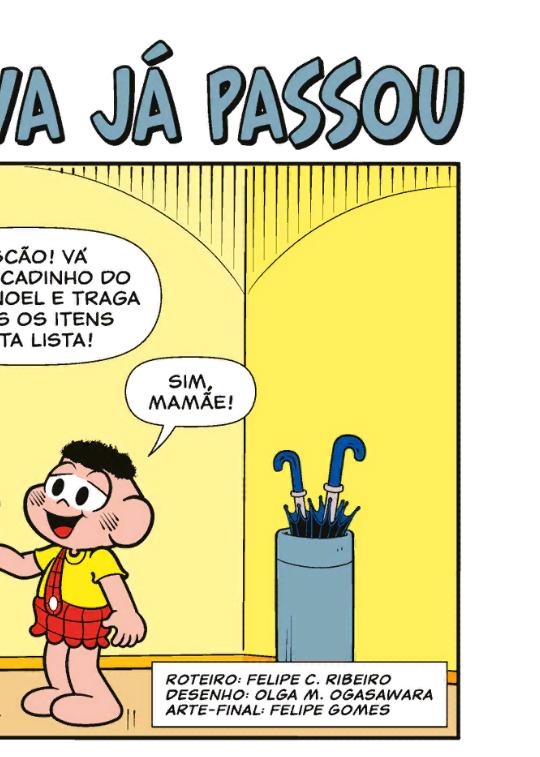 VA JÁ PASSOU
SCÃO! VÁ
CADINHO DO
NOEL E TRAGA
S OS ITENS
TA LISTA!
SIM,
MAMÃE!
ROTEIRO: FELIPE C. RIBEIRO
DESENHO: OLGA M. OGASAWARA
ARTE-FINAL: FELIPE GOMES